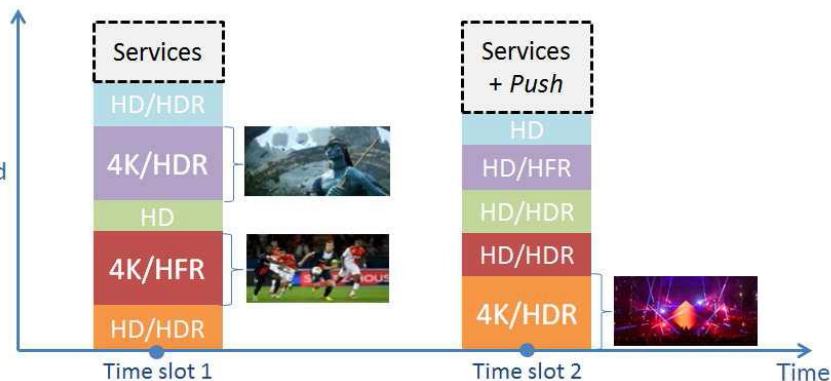 Services
HD/HDR
4K/HDR
HD
4K/HFR
HD/HDR
Time slot 1
Services
+ Push
HD
HD/HFR
HD/HDR
HD/HDR
4K/HDR
Time slot 2
Time